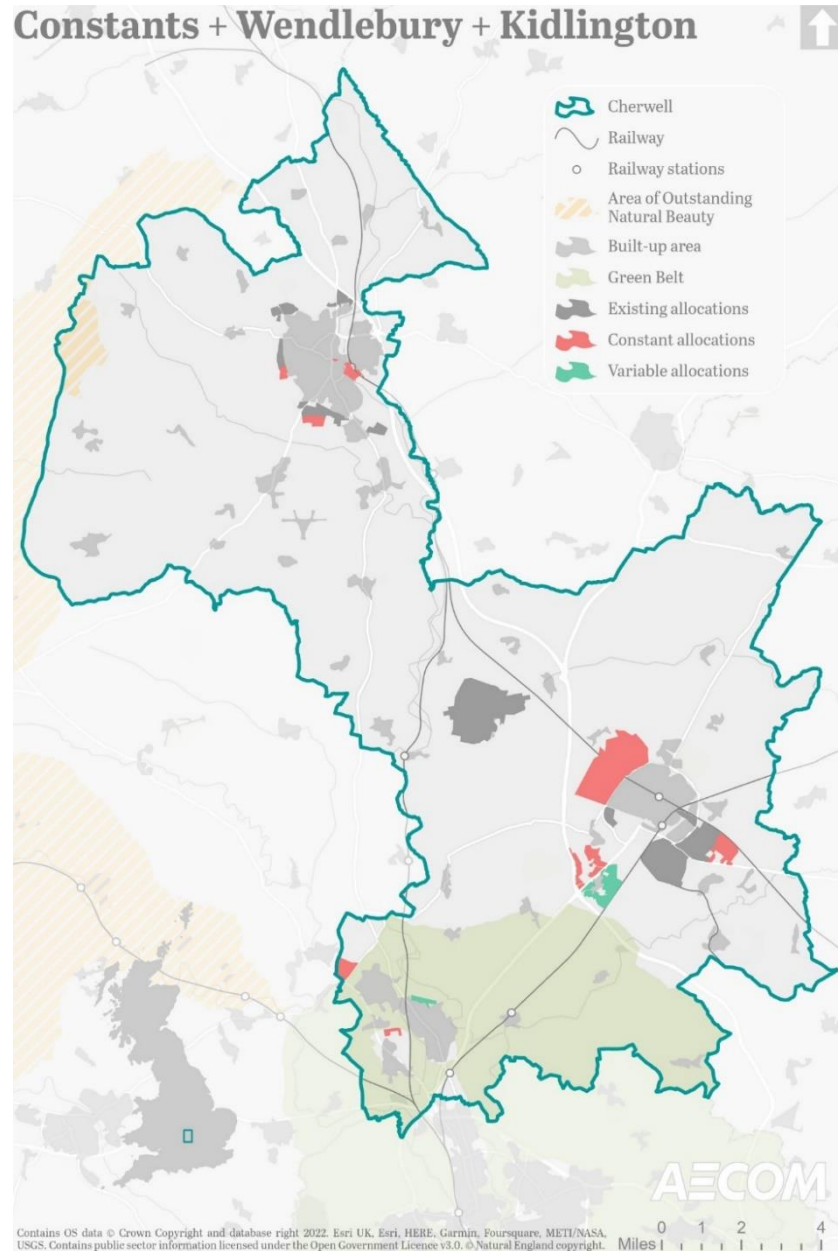 Constants + Wendlebury + Kidlington
Cherwell
Railway
Railway stations
Area of Outstanding
Natural Beauty
Built-up area
Green Belt
Existing allocations
Constant allocations
Variable allocations
AECOM
0 1 2 4
Miles
Contains OS data © Crown Copyright and database right 2022. Esri UK, Esri, HERE, Garmin, Foursquare, METI/NASA,
USGS. Contains public sector information licensed under the Open Government Licence v3.0. © Natural England copyright.